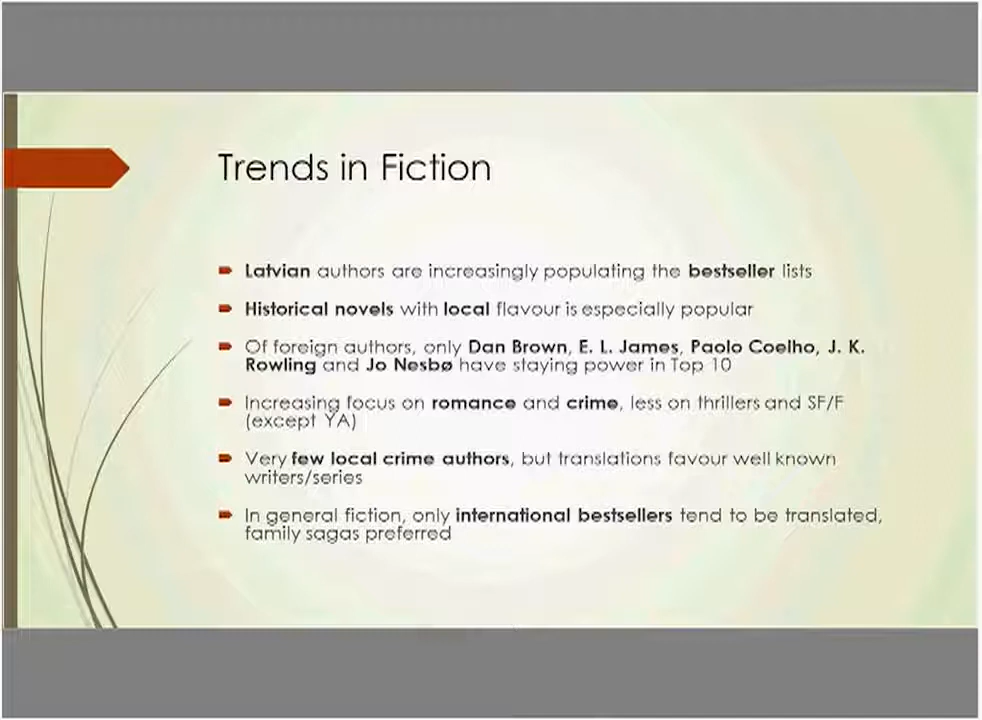 Trends in Fiction
Latvian authors are increasingly populating the bestseller lists
Historical novels with local flavour is especially popular
Of foreign authors, only Dan Brown, E. L. James, Paolo Coelho, J. K.
Rowling and Jo Nesbø have staying power in Top 10
Increasing focus on romance and crime, less on thrillers and SF/F
(except YA)
Very few local crime authors, but translations favour well known
writers/series
In general fiction, only international bestsellers tend to be translated,
family sagas preferred